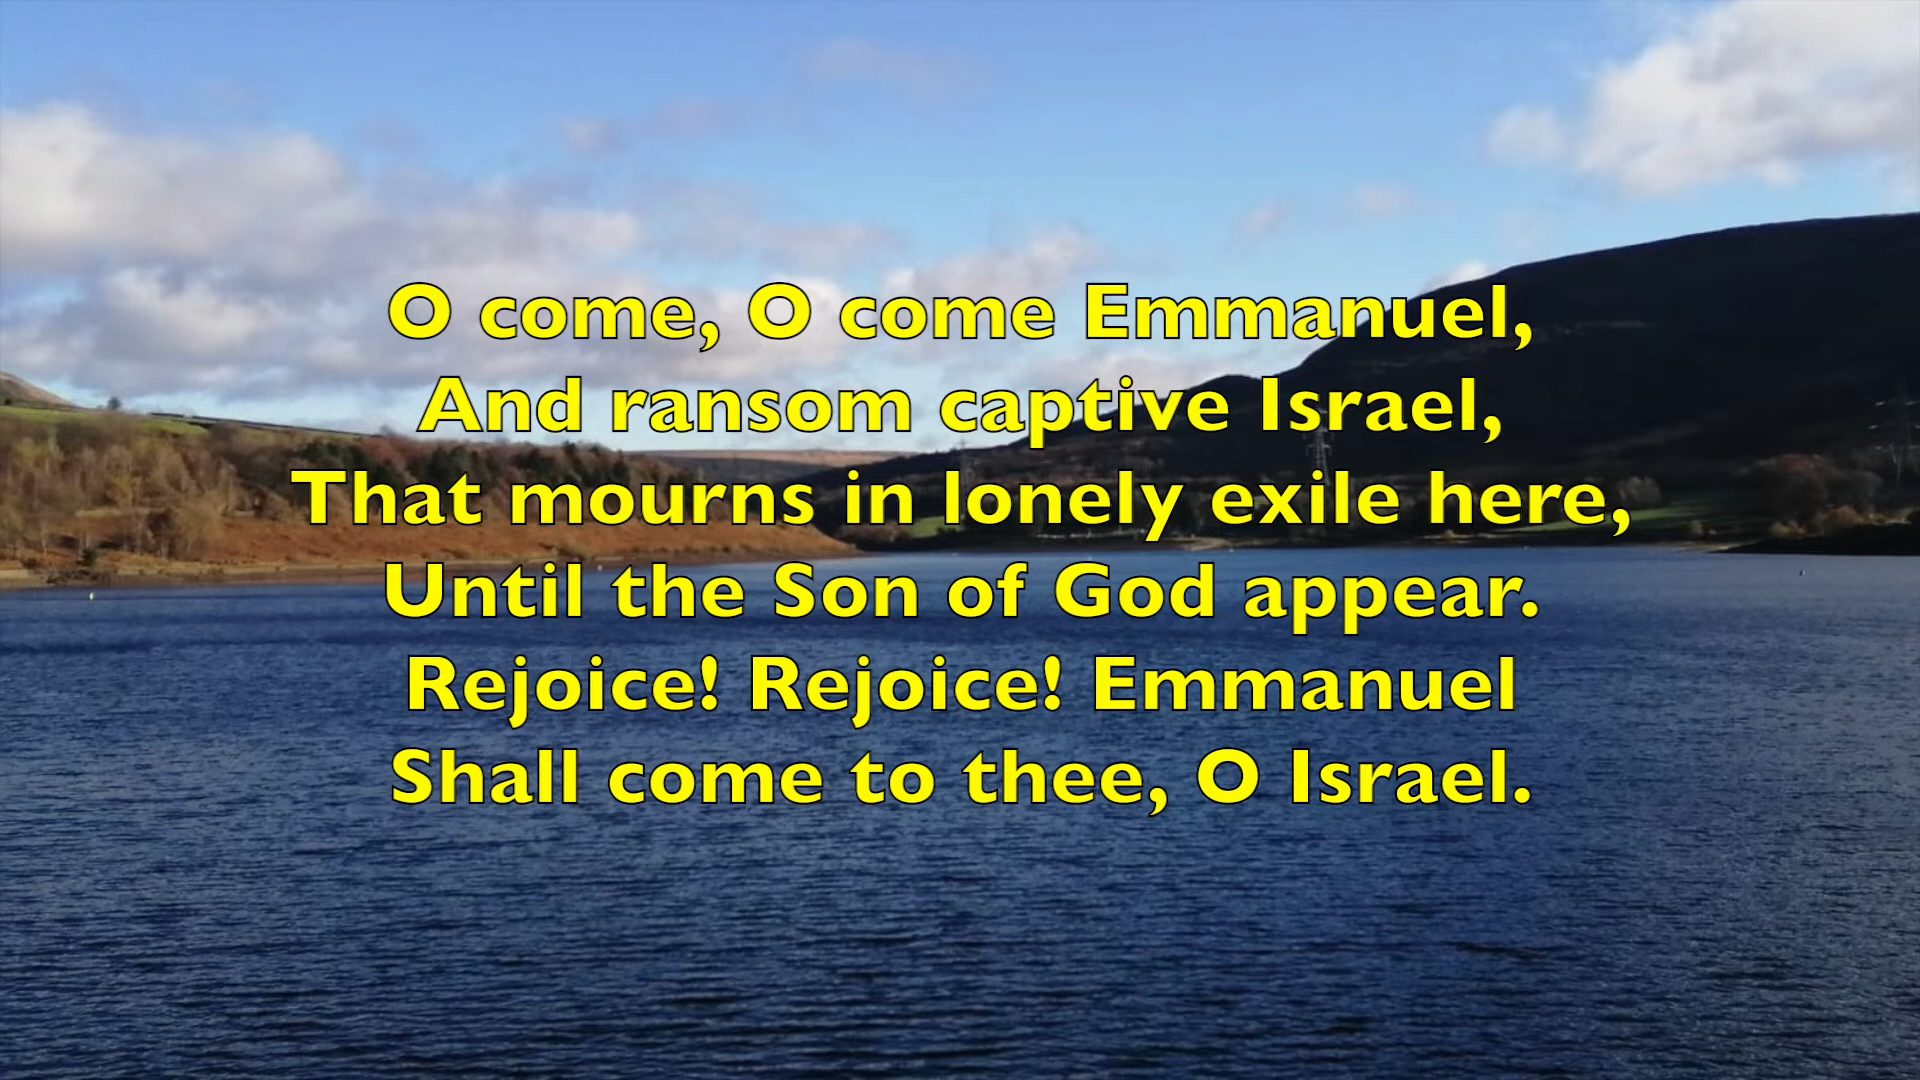 O come, O come Emmanuel,
And ransom captive Israel,
That mourns in lonely exile here,
Until the Son of God appear.
Rejoice! Rejoice! Emmanuel
Shall come to thee, O Israel.